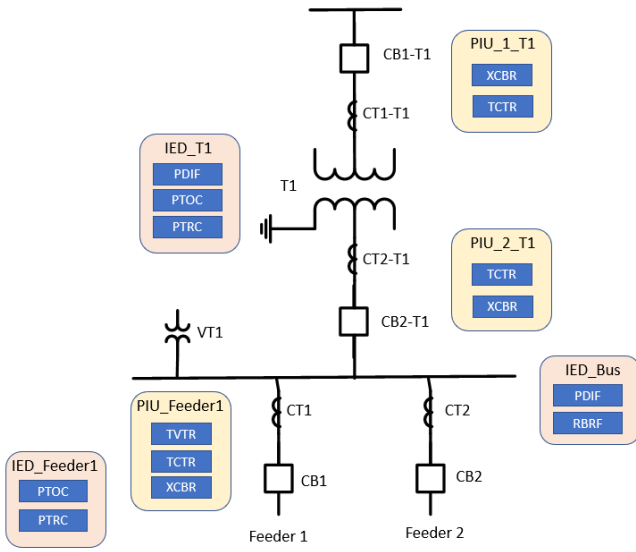 PIU_1_T1
XCBR
TCTR
CB1-T1
CT1-T1
IED_T1
PDIF
PTOC
PTRC
T1
PIU_2_T1
TCTR
XCBR
CT2-T1
CB2-T1
VT1
IED_Bus
PDIF
RBRF
PIU_Feeder1
TVTR
TCTR
XCBR
CT1
CT2
IED_Feeder1
PTOC
PTRC
CB1
CB2
Feeder 1
Feeder 2